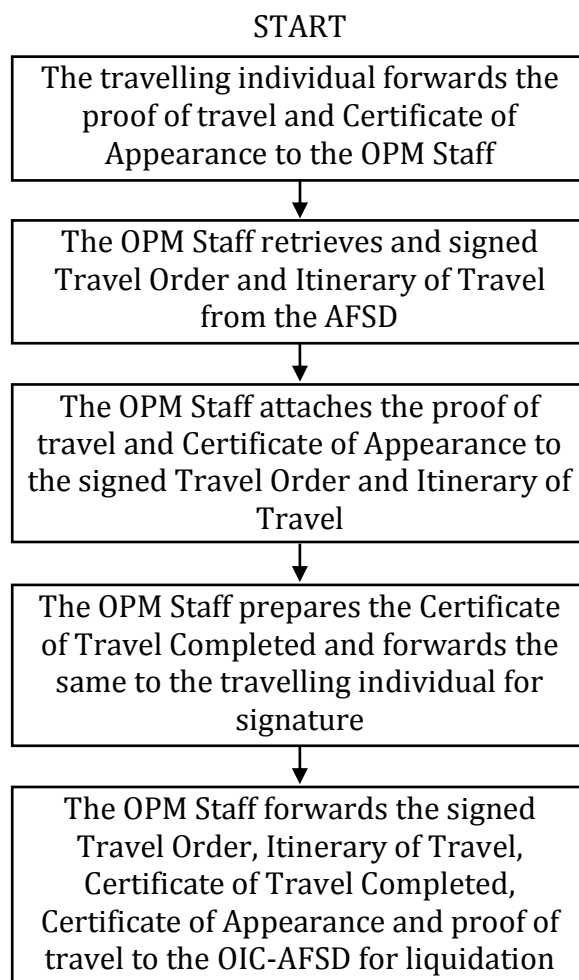 START
The travelling individual forwards the
proof of travel and Certificate of
Appearance to the OPM Staff
The OPM Staff retrieves and signed
Travel Order and Itinerary of Travel
from the AFSD
The OPM Staff attaches the proof of
travel and Certificate of Appearance to
the signed Travel Order and Itinerary of
Travel
The OPM Staff prepares the Certificate
of Travel Completed and forwards the
same to the travelling individual for
signature
The OPM Staff forwards the signed
Travel Order, Itinerary of Travel,
Certificate of Travel Completed,
Certificate of Appearance and proof of
travel to the OIC-AFSD for liquidation